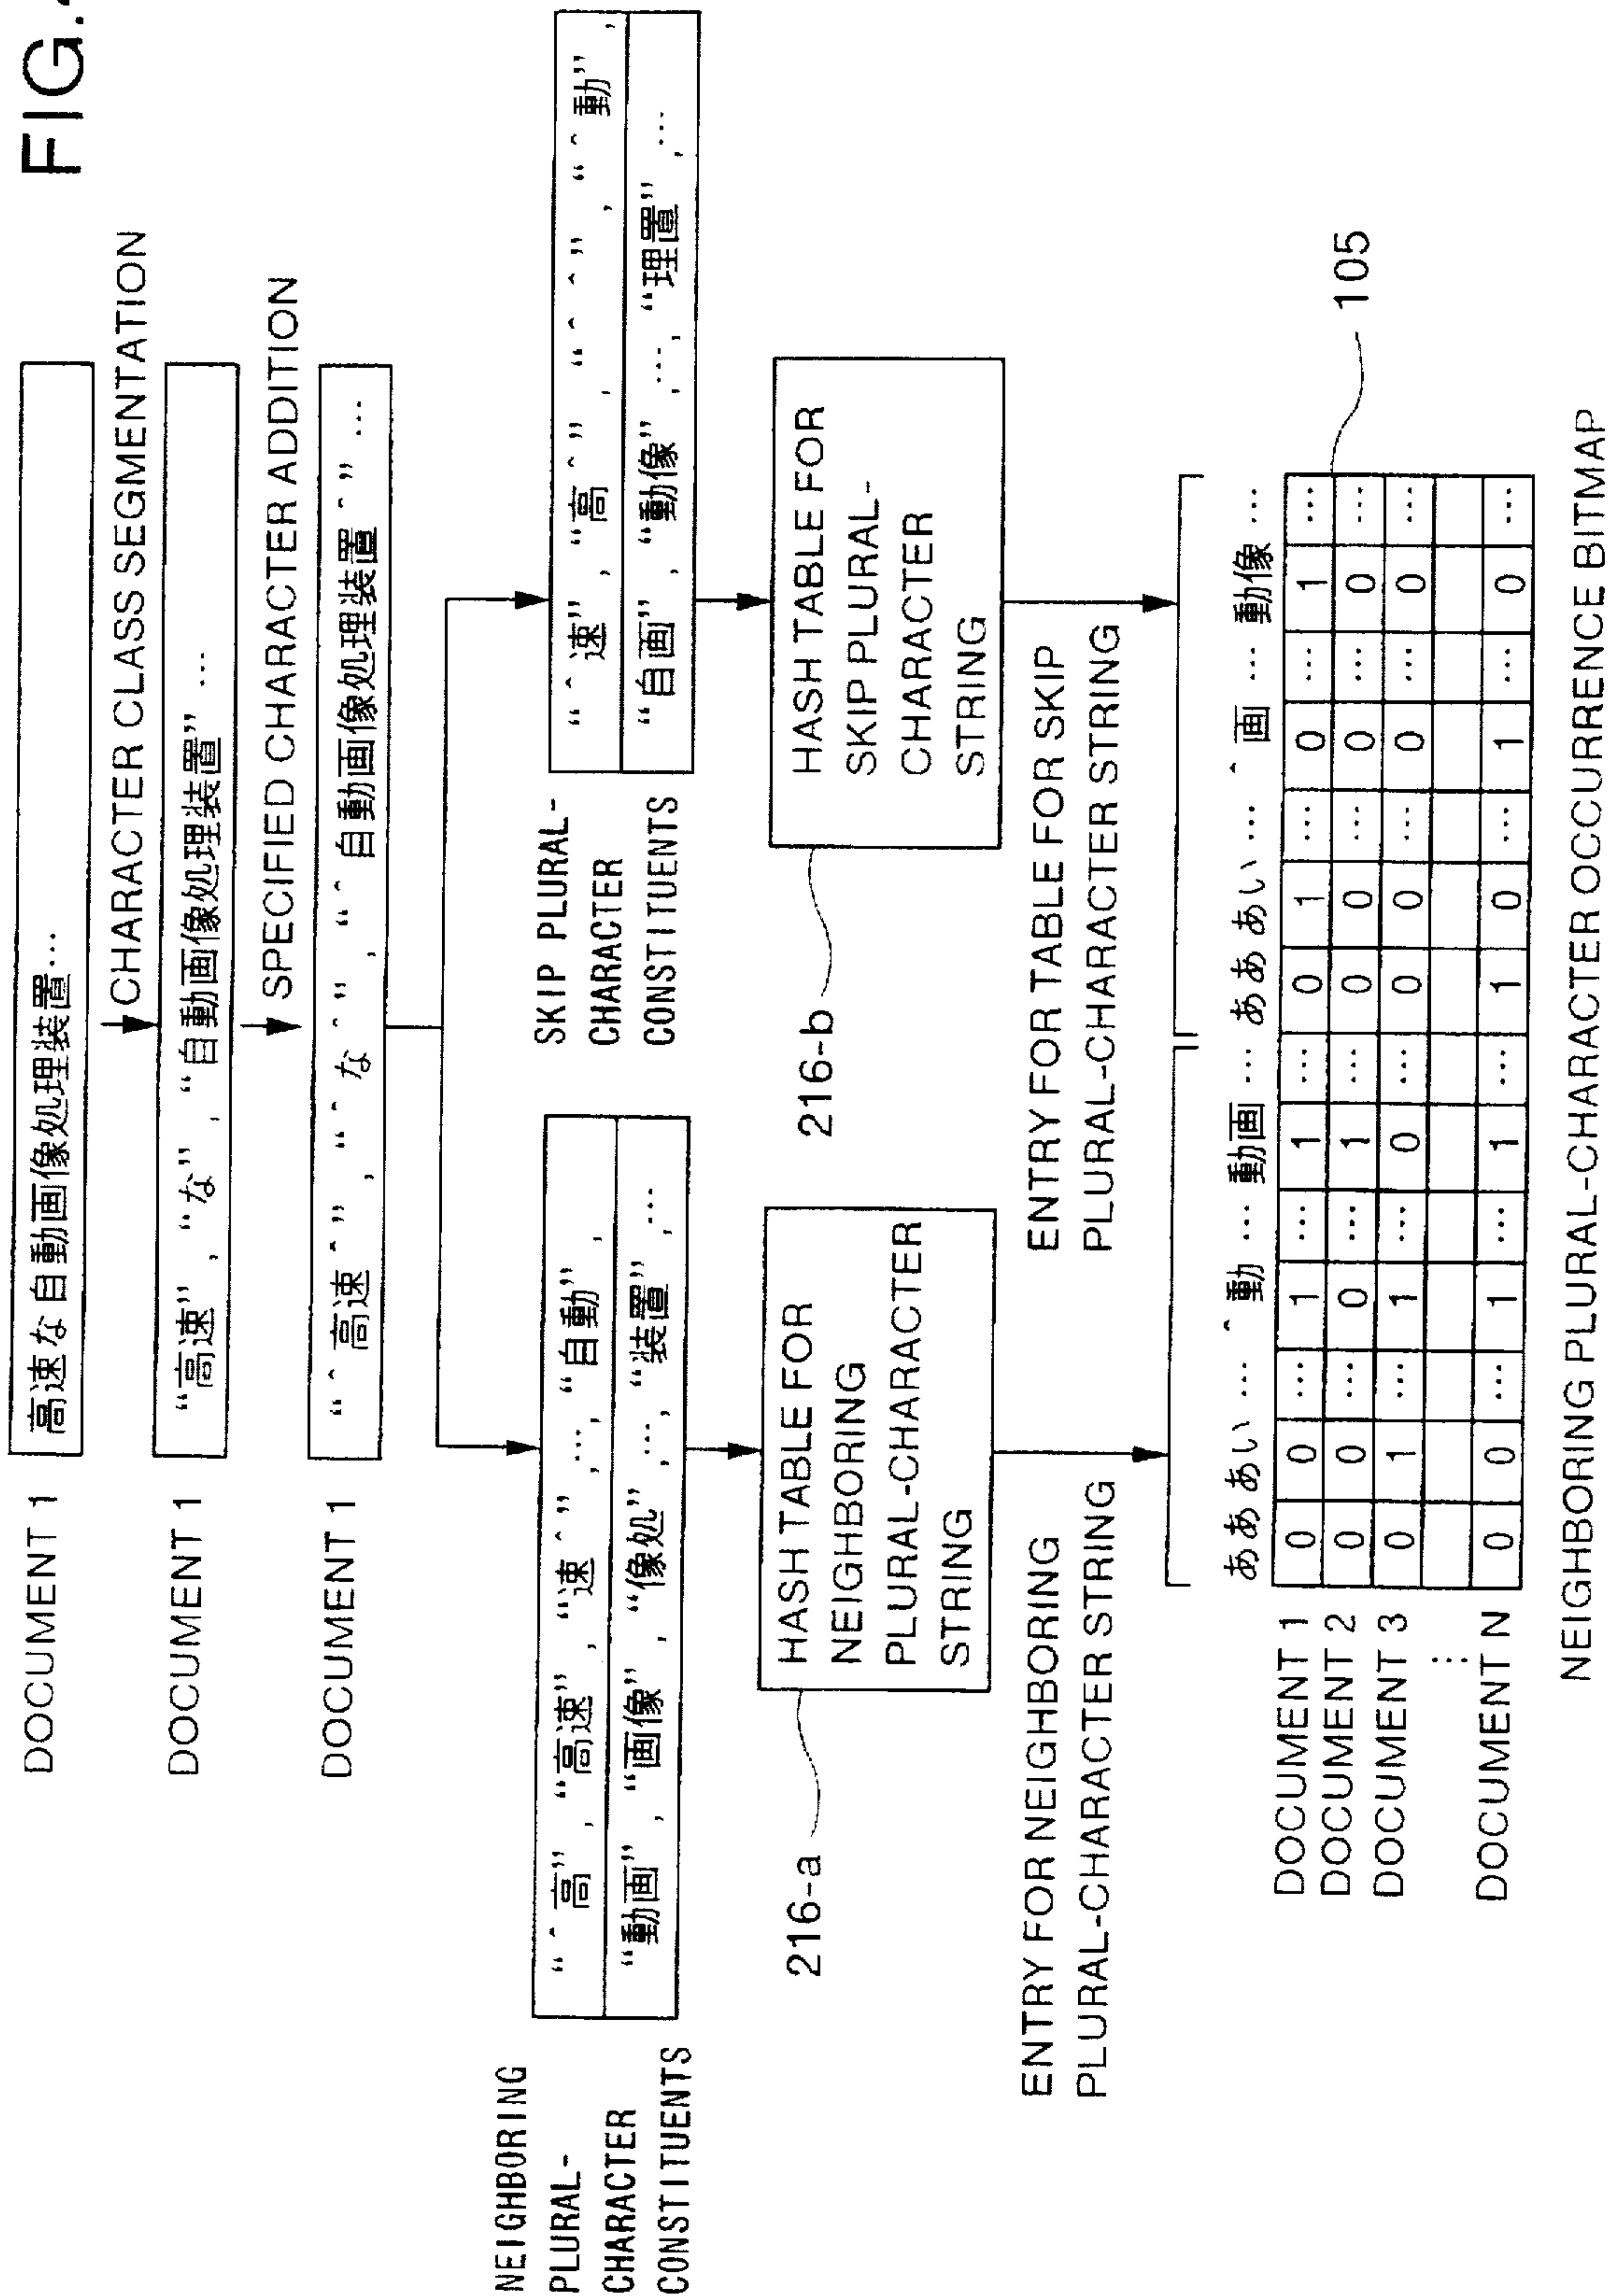 FIG.
DOCUMENT 1
高速な自動画像処理装置…
CHARACTER CLASS SEGMENTATION
DOCUMENT 1
“高速”, “な”, “自動画像処理装置” …
SPECIFIED CHARACTER ADDITION
DOCUMENT 1
“＾高速＾”, “＾な＾”, “＾自動画像処理装置＾” …
NEIGHBORING
PLURAL-
CHARACTER
CONSTITUENTS
“＾高”, “高速”, “速＾”, …, “自動”,
“動画”, “画像”, “像処”, …, “装置”, …
SKIP PLURAL-
CHARACTER
CONSTITUENTS
“＾速”, “高＾”, “＾＾”, “＾動”,
“自画”, “動像”, …, “理置”, …
216-a
HASH TABLE FOR
NEIGHBORING
PLURAL-CHARACTER
STRING
216-b
HASH TABLE FOR
SKIP PLURAL-
CHARACTER
STRING
ENTRY FOR NEIGHBORING
PLURAL-CHARACTER STRING
ENTRY FOR SKIP
PLURAL-CHARACTER STRING
105
ああ あい … ＾動 … 動画 … ああ あい … ＾画 … 動像 …
DOCUMENT 1 0 0 … 1 … 1 … 0 1 … 0 … 1 …
DOCUMENT 2 0 0 … 0 … 1 … 0 0 … 0 … 0 …
DOCUMENT 3 0 1 … 1 … 0 … 0 0 … 0 … 0 …
⋮
DOCUMENT N 0 0 … 1 … 1 … 1 0 … 1 … 0 …
NEIGHBORING PLURAL-CHARACTER OCCURRENCE BITMAP